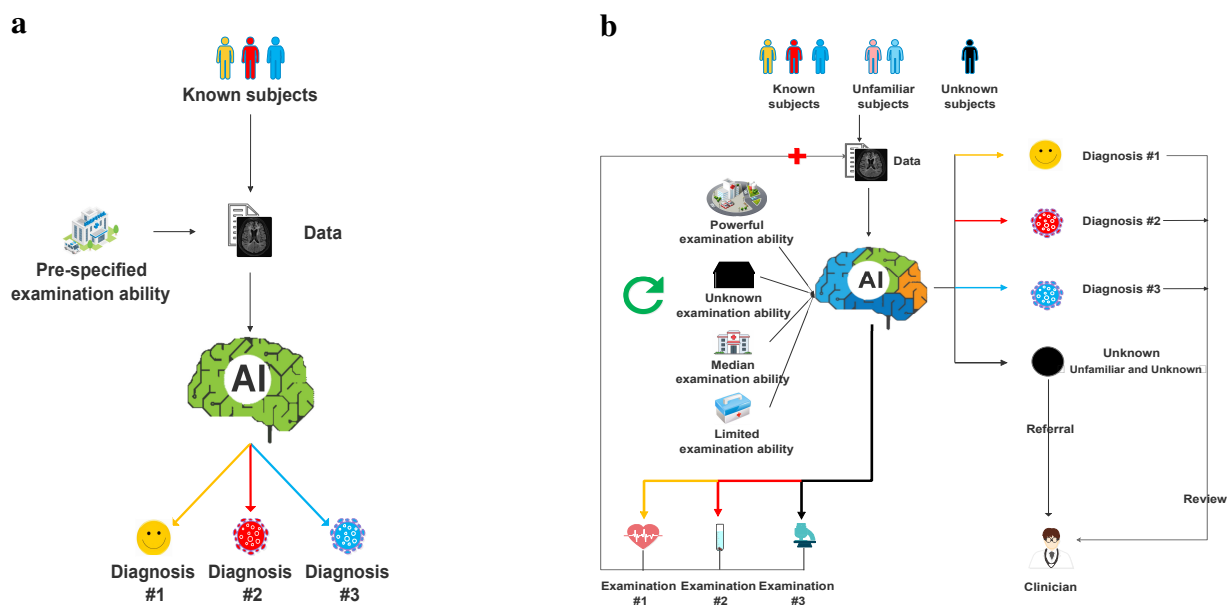 a
Known subjects
Data
Pre-specified
examination ability
AI
Diagnosis
#1
Diagnosis
#2
Diagnosis
#3
b
Known
subjects
Unfamiliar
subjects
Unknown
subjects
Data
Powerful
examination ability
Unknown
examination ability
Median
examination ability
Limited
examination ability
AI
Diagnosis #1
Diagnosis #2
Diagnosis #3
Unknown
Unfamiliar and Unknown
Referral
Review
Clinician
Examination
#1
Examination
#2
Examination
#3